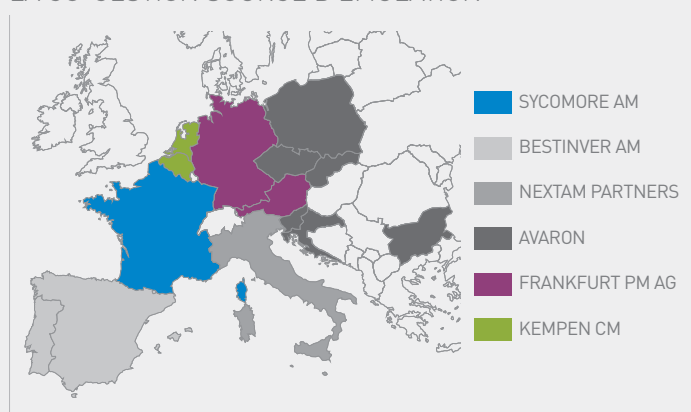 SYCOMORE AM
BESTINVER AM
NEXTAM PARTNERS
AVARON
FRANKFURT PM AG
KEMPEN CM